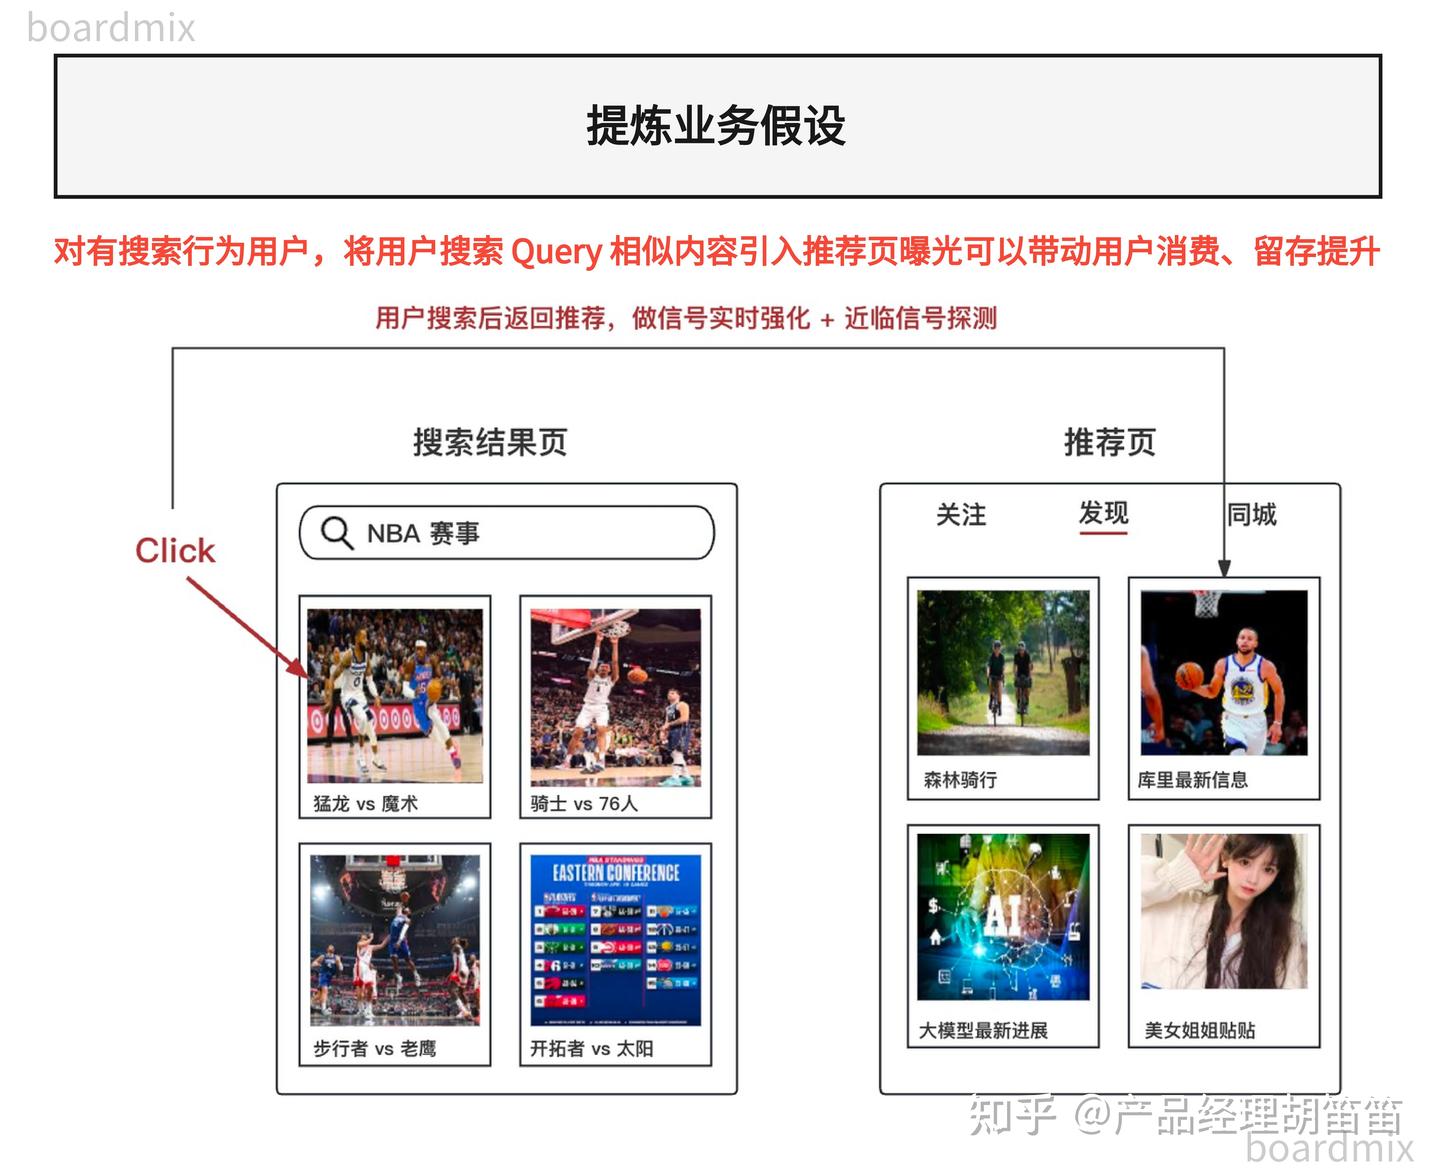 boardmix
提炼业务假设
对有搜索行为用户，将用户搜索 Query 相似内容引入推荐页曝光可以带动用户消费、留存提升
用户搜索后返回推荐，做信号实时强化 + 近临信号探测
搜索结果页
推荐页
NBA 赛事
关注
发现
同城
Click
猛龙 vs 魔术
骑士 vs 76人
森林骑行
库里最新信息
EASTERN CONFERENCE
AI
步行者 vs 老鹰
开拓者 vs 太阳
大模型最新进展
美女姐姐贴贴
知乎 @产品经理胡笛笛
boardmix